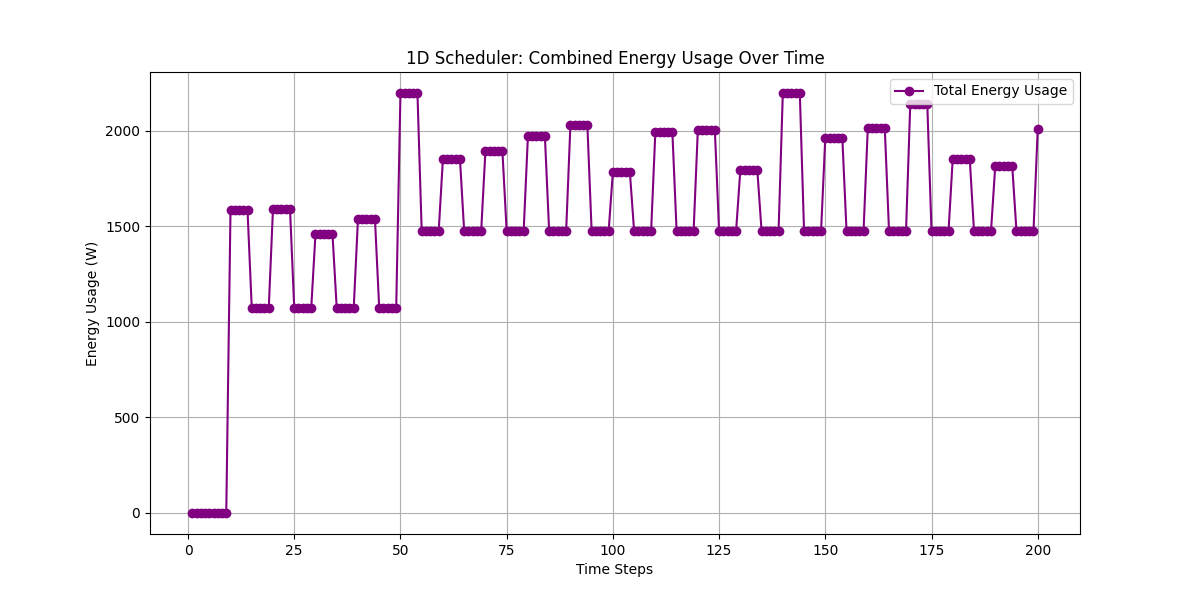 1D Scheduler: Combined Energy Usage Over Time
Total Energy Usage
Energy Usage (W)
2000
1500
1000
500
0
0 25 50 75 100 125 150 175 200
Time Steps